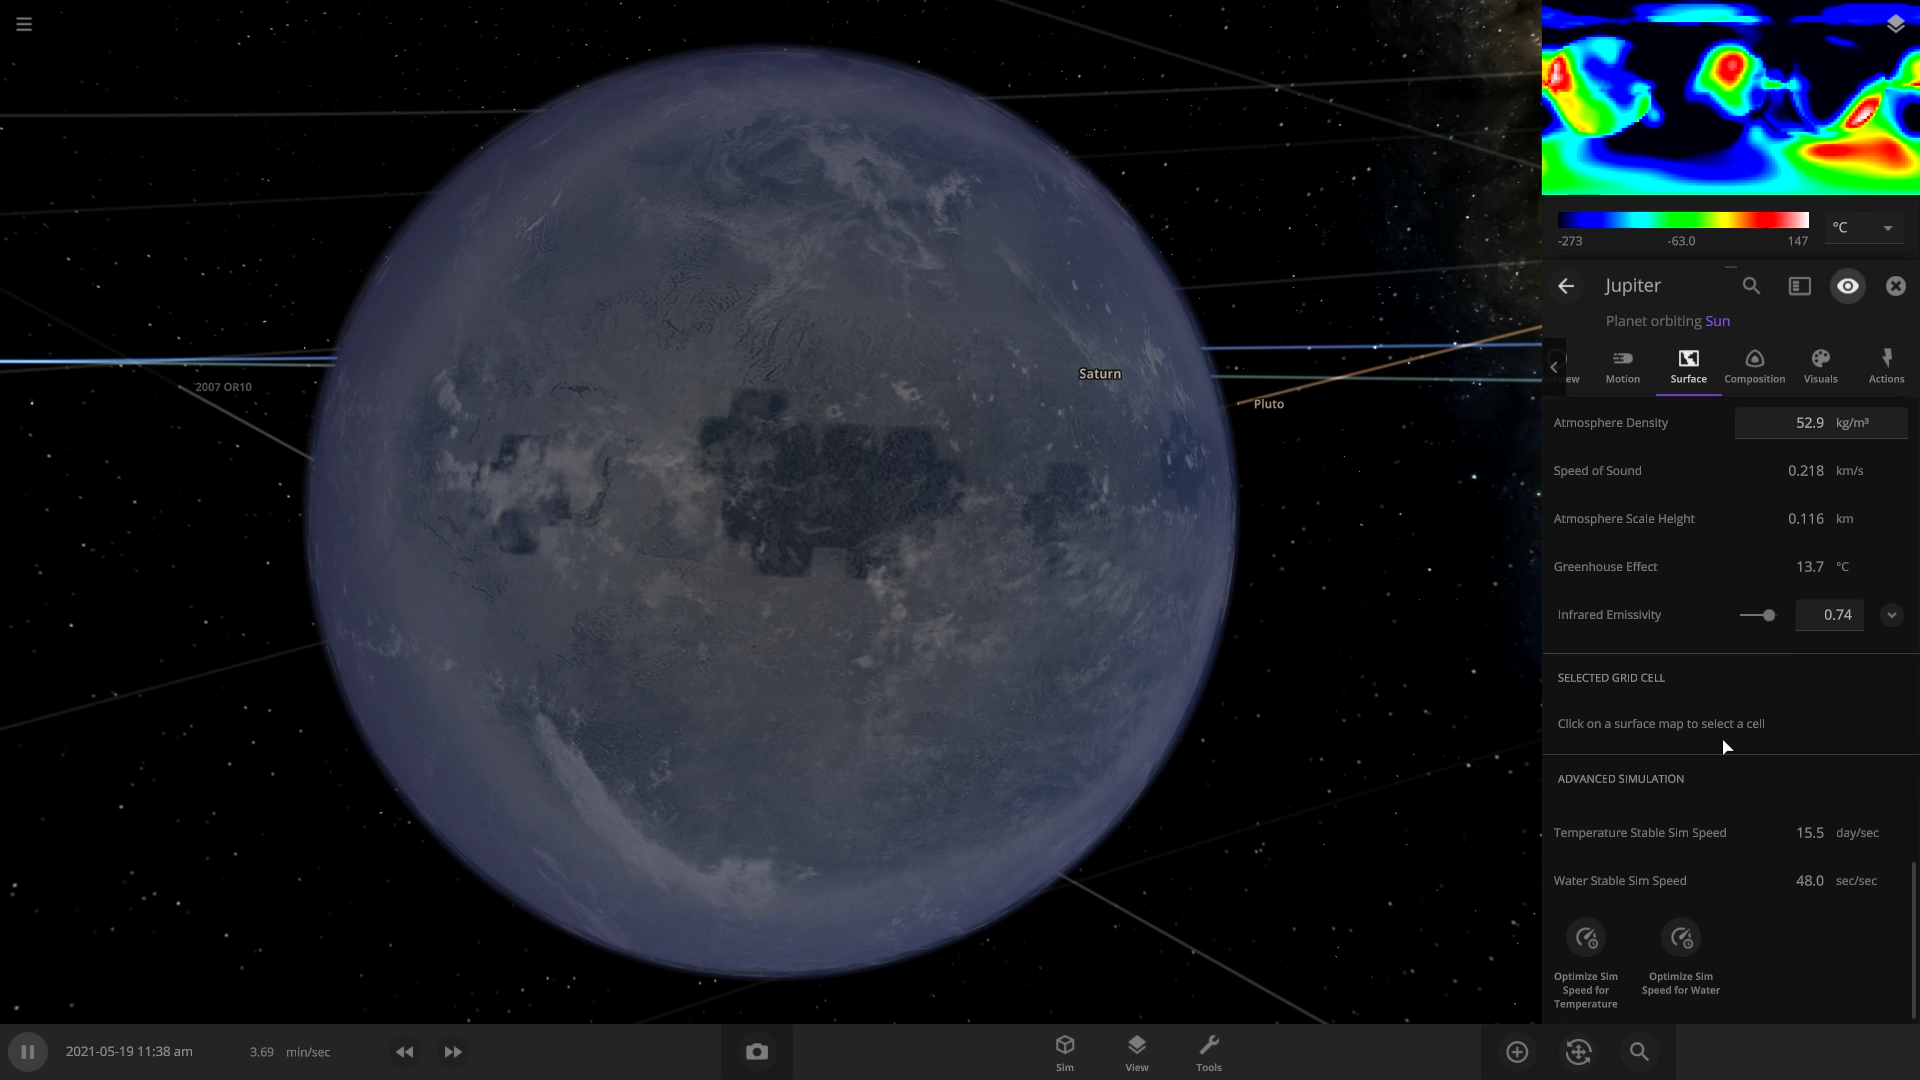 °C
-273 -63.0 147
Jupiter
Planet orbiting Sun
Motion Surface Composition Visuals Actions
Atmosphere Density 52.9 kg/m³
Speed of Sound 0.218 km/s
Atmosphere Scale Height 0.116 km
Greenhouse Effect 13.7 °C
Infrared Emissivity 0.74
SELECTED GRID CELL
Click on a surface map to select a cell
ADVANCED SIMULATION
Temperature Stable Sim Speed 15.5 day/sec
Water Stable Sim Speed 48.0 sec/sec
Optimize Sim
Speed for
Temperature
Optimize Sim
Speed for Water
Saturn
2007 OR10
Pluto
2021-05-19 11:38 am 3.69 min/sec
Sim View Tools